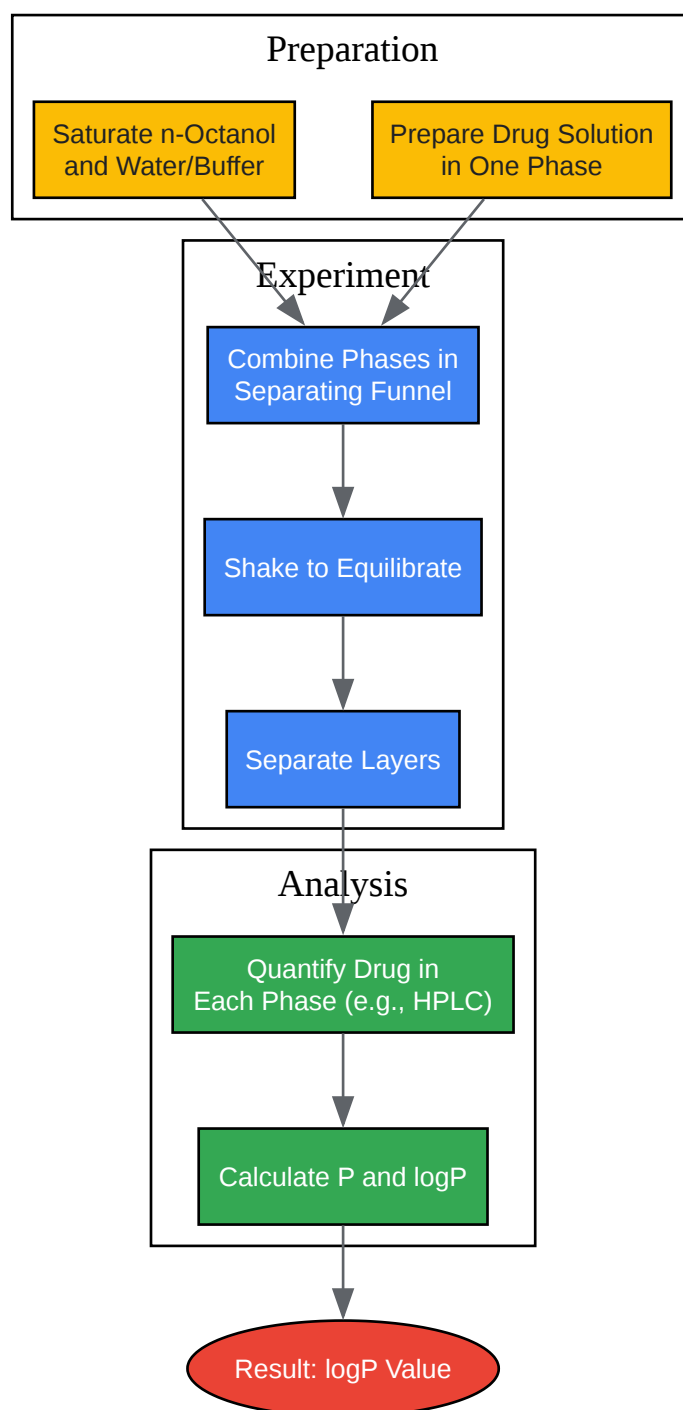 Preparation
Saturate n-Octanol
and Water/Buffer
Prepare Drug Solution
in One Phase
Experiment
Combine Phases in
Separating Funnel
Shake to Equilibrate
Separate Layers
Analysis
Quantify Drug in
Each Phase (e.g., HPLC)
Calculate P and logP
Result: logP Value